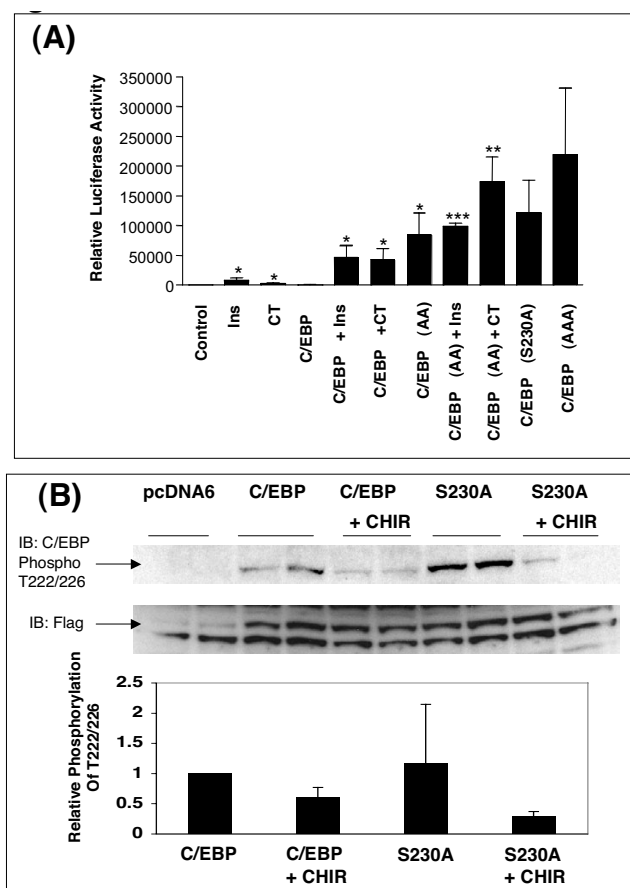 (A)
Relative Luciferase Activity
350000
300000
250000
200000
150000
100000
50000
0
*
*
*
*
*
***
**
Control
Ins
CT
C/EBP
C/EBP + Ins
C/EBP +CT
C/EBP (AA)
C/EBP (AA) + Ins
C/EBP (AA) + CT
C/EBP (S230A)
C/EBP (AAA)
(B)
pcDNA6 C/EBP C/EBP + CHIR S230A S230A + CHIR
IB: C/EBP
Phospho
T222/226
IB: Flag
Relative Phosphorylation
Of T222/226
2.5
2
1.5
1
0.5
0
C/EBP C/EBP + CHIR S230A S230A + CHIR